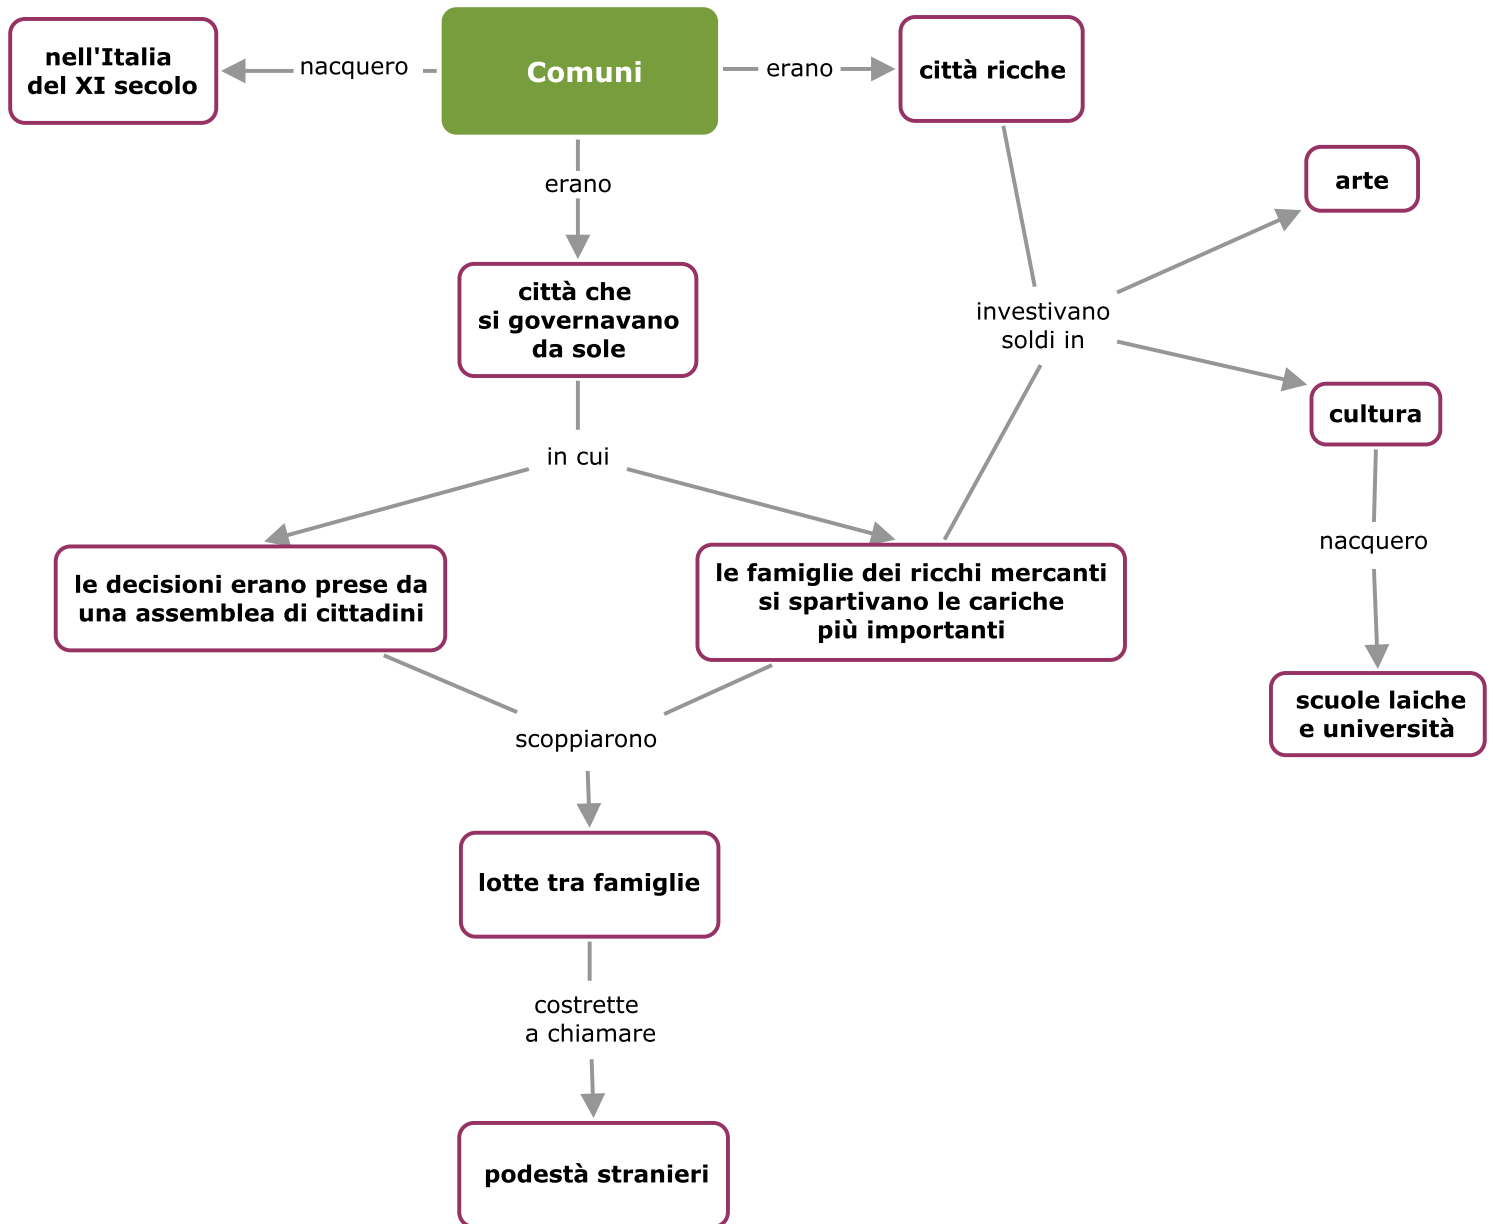 nell'Italia
del XI secolo
nacquero
Comuni
erano
città ricche
arte
erano
città che
si governavano
da sole
investivano
soldi in
cultura
in cui
nacquero
le decisioni erano prese da
una assemblea di cittadini
le famiglie dei ricchi mercanti
si spartivano le cariche
più importanti
scuole laiche
e università
scoppiarono
lotte tra famiglie
costrette
a chiamare
podestà stranieri